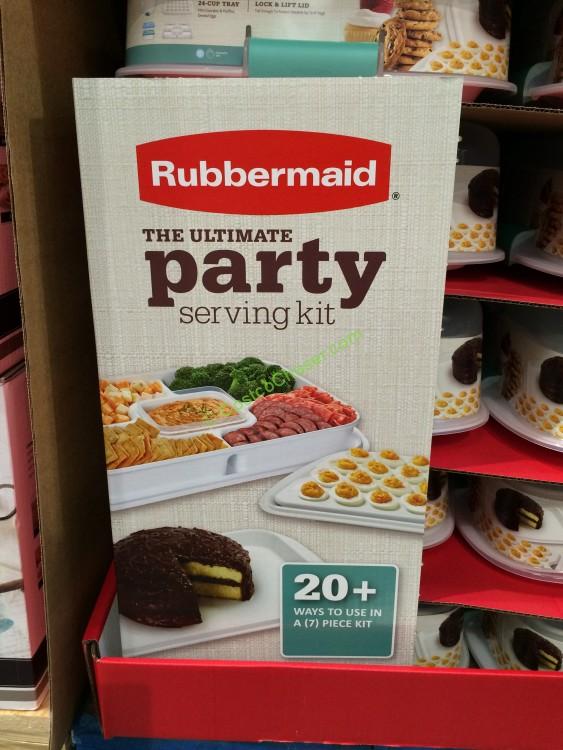 24-CUP TRAY
LOCK & LIFT LID
Rubbermaid®
THE ULTIMATE
party
serving kit
20+
WAYS TO USE IN
A (7) PIECE KIT